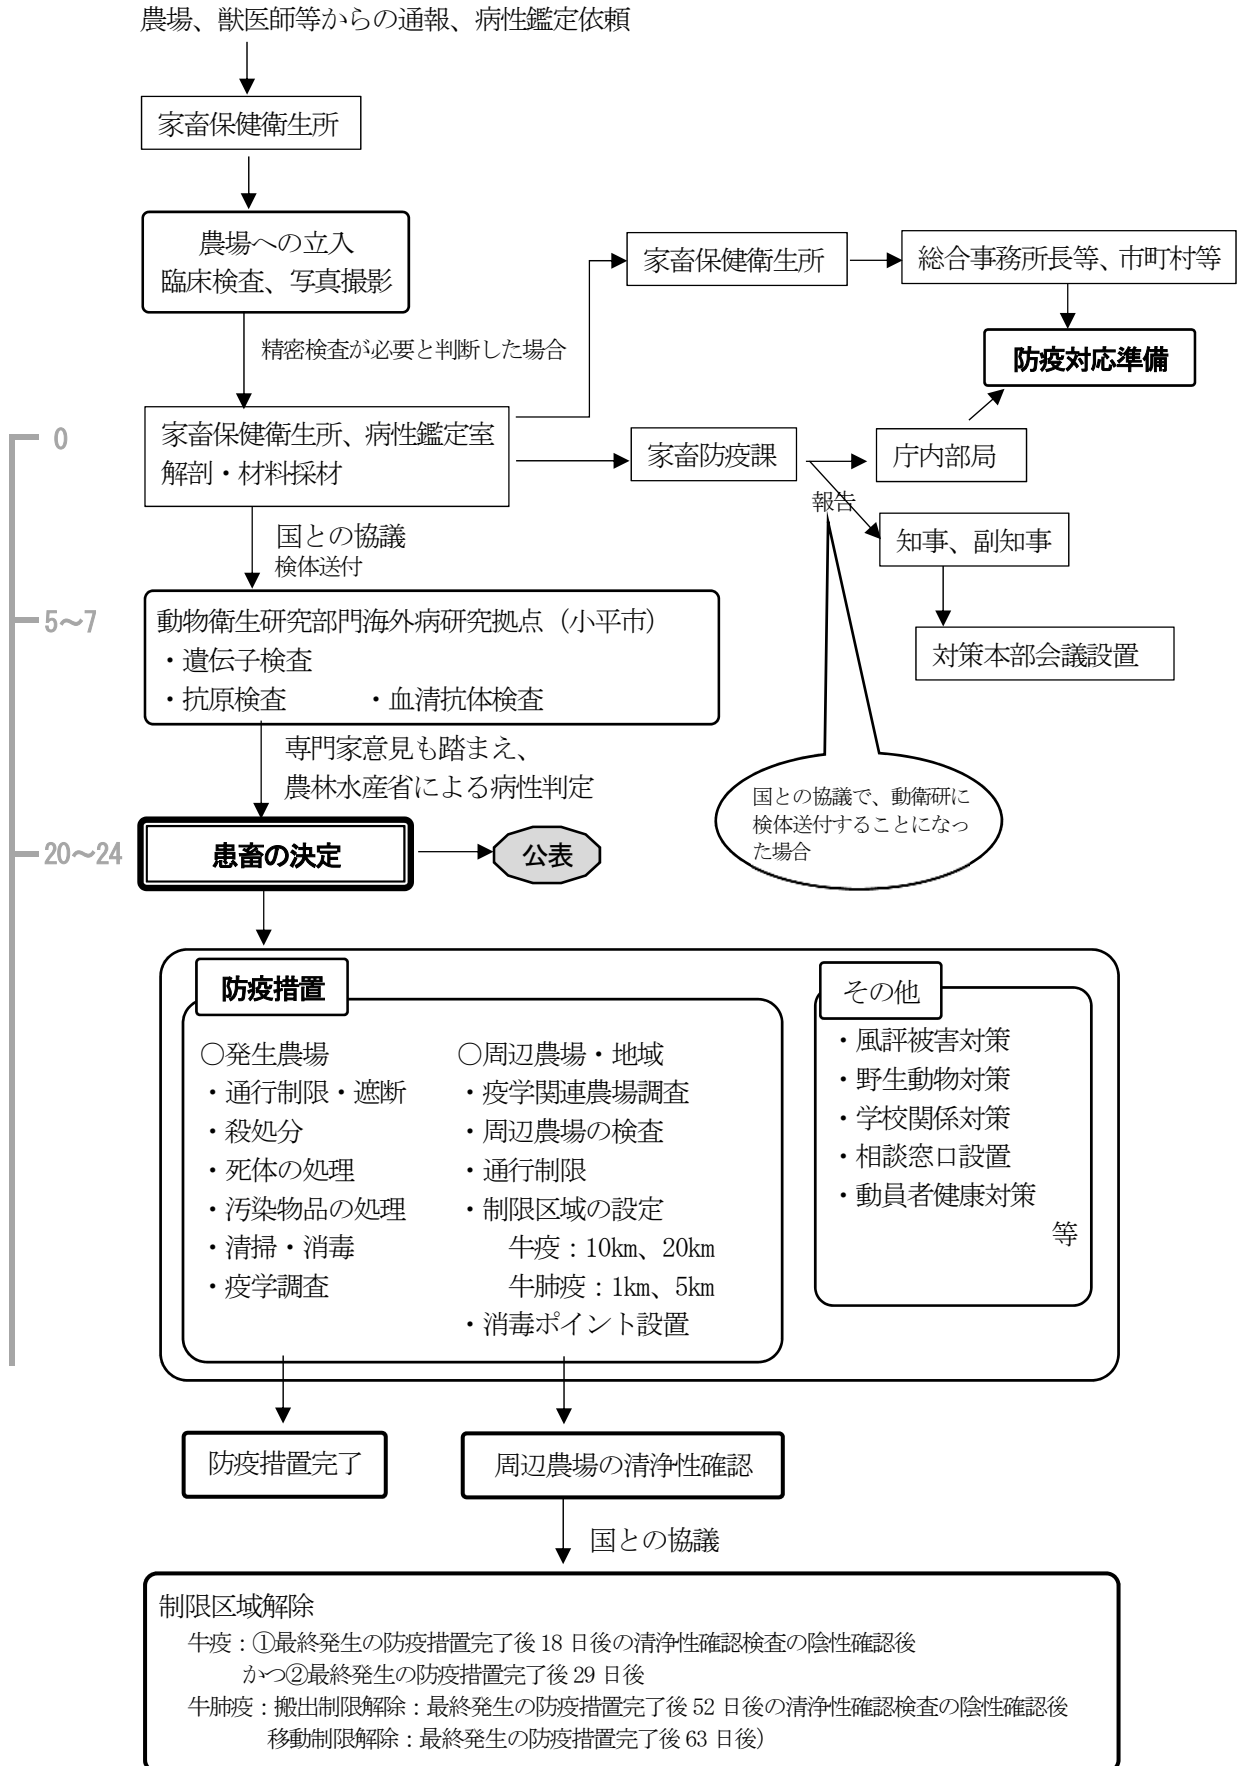 農場、獣医師等からの通報、病性鑑定依頼
家畜保健衛生所
農場への立入
臨床検査、写真撮影
家畜保健衛生所
総合事務所長等、市町村等
精密検査が必要と判断した場合
防疫対応準備
0
家畜保健衛生所、病性鑑定室
解剖・材料採材
家畜防疫課
庁内部局
報告
知事、副知事
国との協議
検体送付
対策本部会議設置
5～7
動物衛生研究部門海外病研究拠点（小平市）
・遺伝子検査
・抗原検査　　　・血清抗体検査
専門家意見も踏まえ、
農林水産省による病性判定
国との協議で、動衛研に
検体送付することになっ
た場合
20～24
患畜の決定
公表
防疫措置
○発生農場
・通行制限・遮断
・殺処分
・死体の処理
・汚染物品の処理
・清掃・消毒
・疫学調査
○周辺農場・地域
・疫学関連農場調査
・周辺農場の検査
・通行制限
・制限区域の設定
牛疫：10km、20km
牛肺疫：1km、5km
・消毒ポイント設置
その他
・風評被害対策
・野生動物対策
・学校関係対策
・相談窓口設置
・動員者健康対策
等
防疫措置完了
周辺農場の清浄性確認
国との協議
制限区域解除
牛疫：①最終発生の防疫措置完了後 18 日後の清浄性確認検査の陰性確認後
かつ②最終発生の防疫措置完了後 29 日後
牛肺疫：搬出制限解除：最終発生の防疫措置完了後 52 日後の清浄性確認検査の陰性確認後
移動制限解除：最終発生の防疫措置完了後 63 日後）